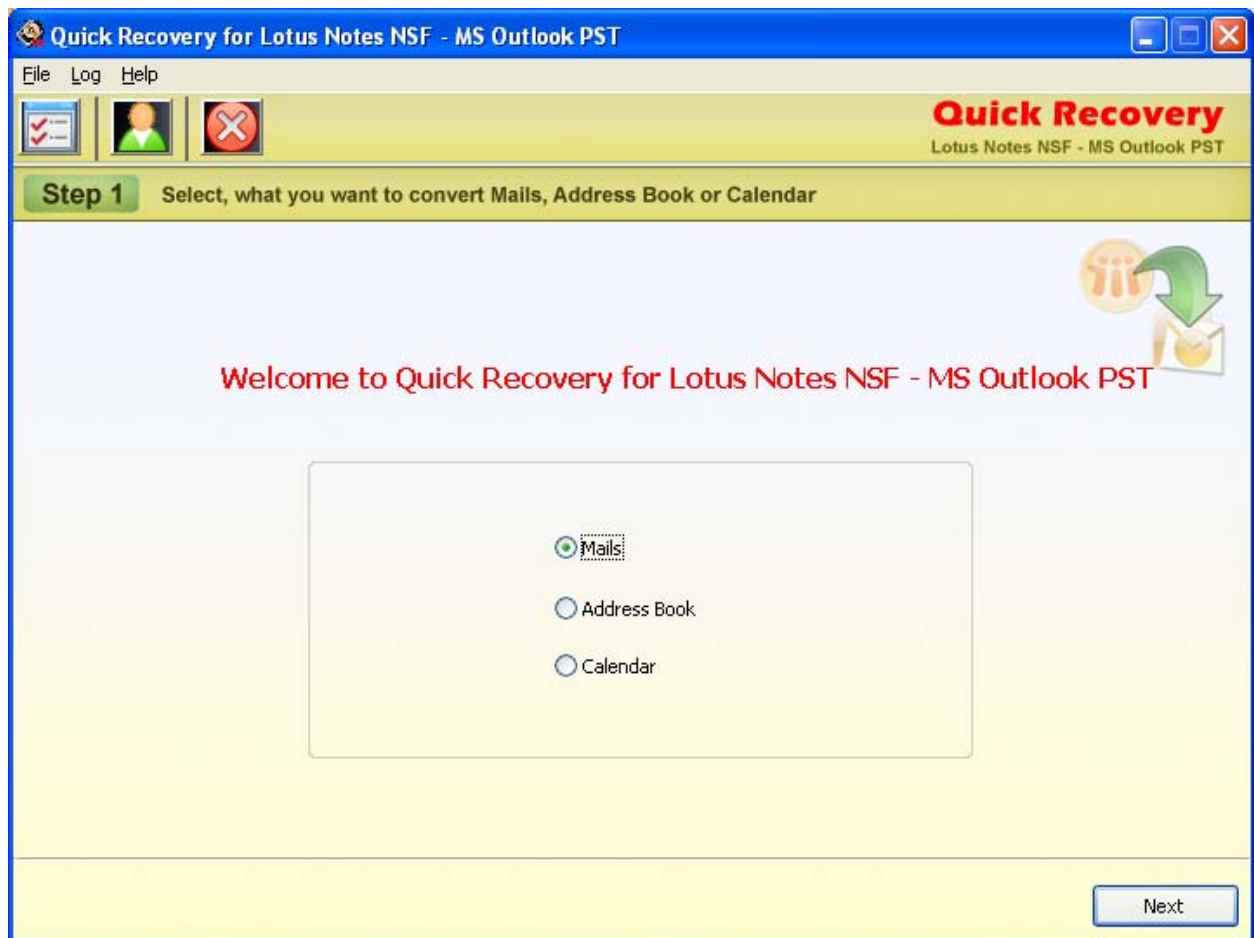 Quick Recovery for Lotus Notes NSF - MS Outlook PST
File Log Help
Quick Recovery
Lotus Notes NSF - MS Outlook PST
Step 1 Select, what you want to convert Mails, Address Book or Calendar
Welcome to Quick Recovery for Lotus Notes NSF - MS Outlook PST
Mails
Address Book
Calendar
Next